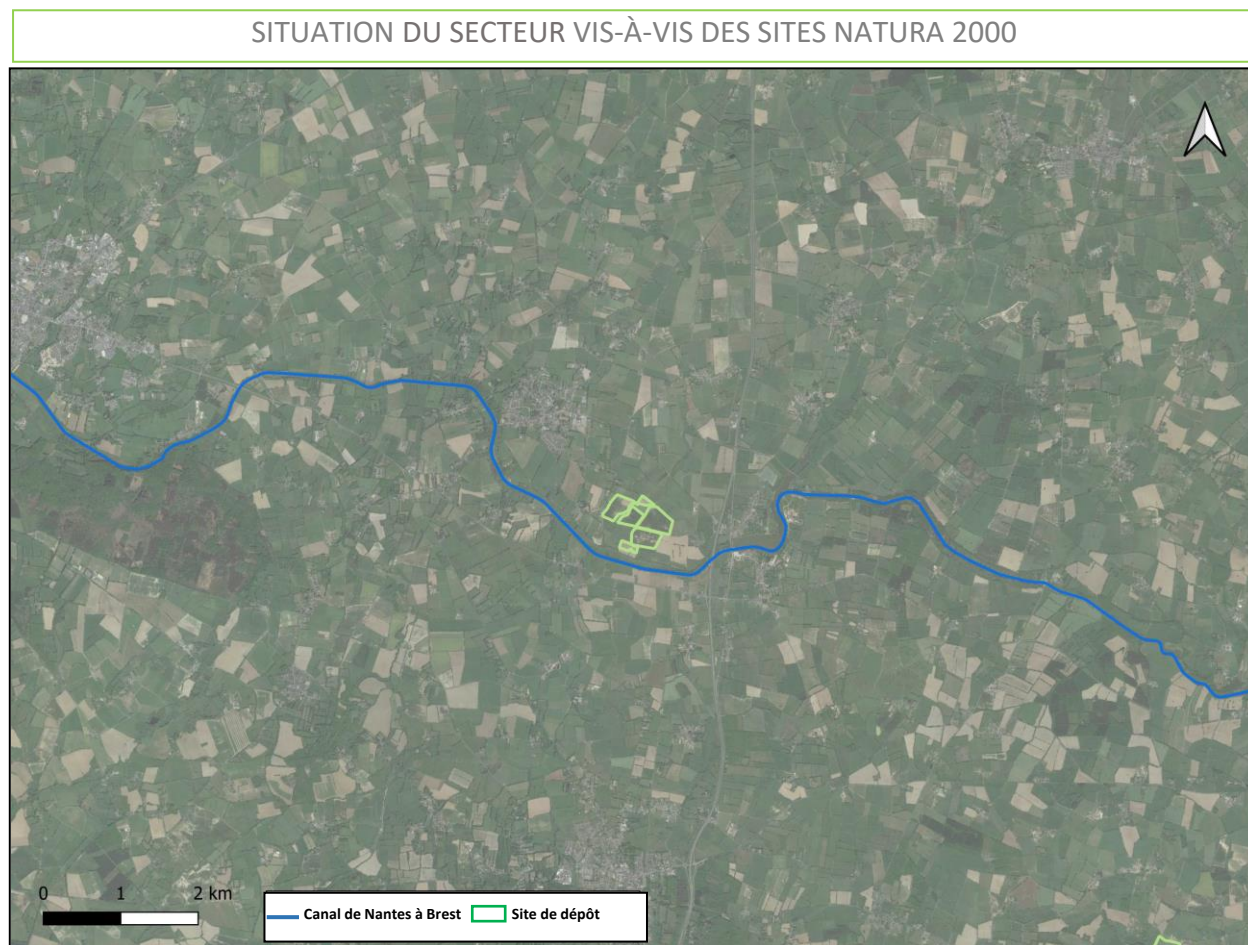 SITUATION DU SECTEUR VIS-À-VIS DES SITES NATURA 2000
0 1 2 km
Canal de Nantes à Brest Site de dépôt